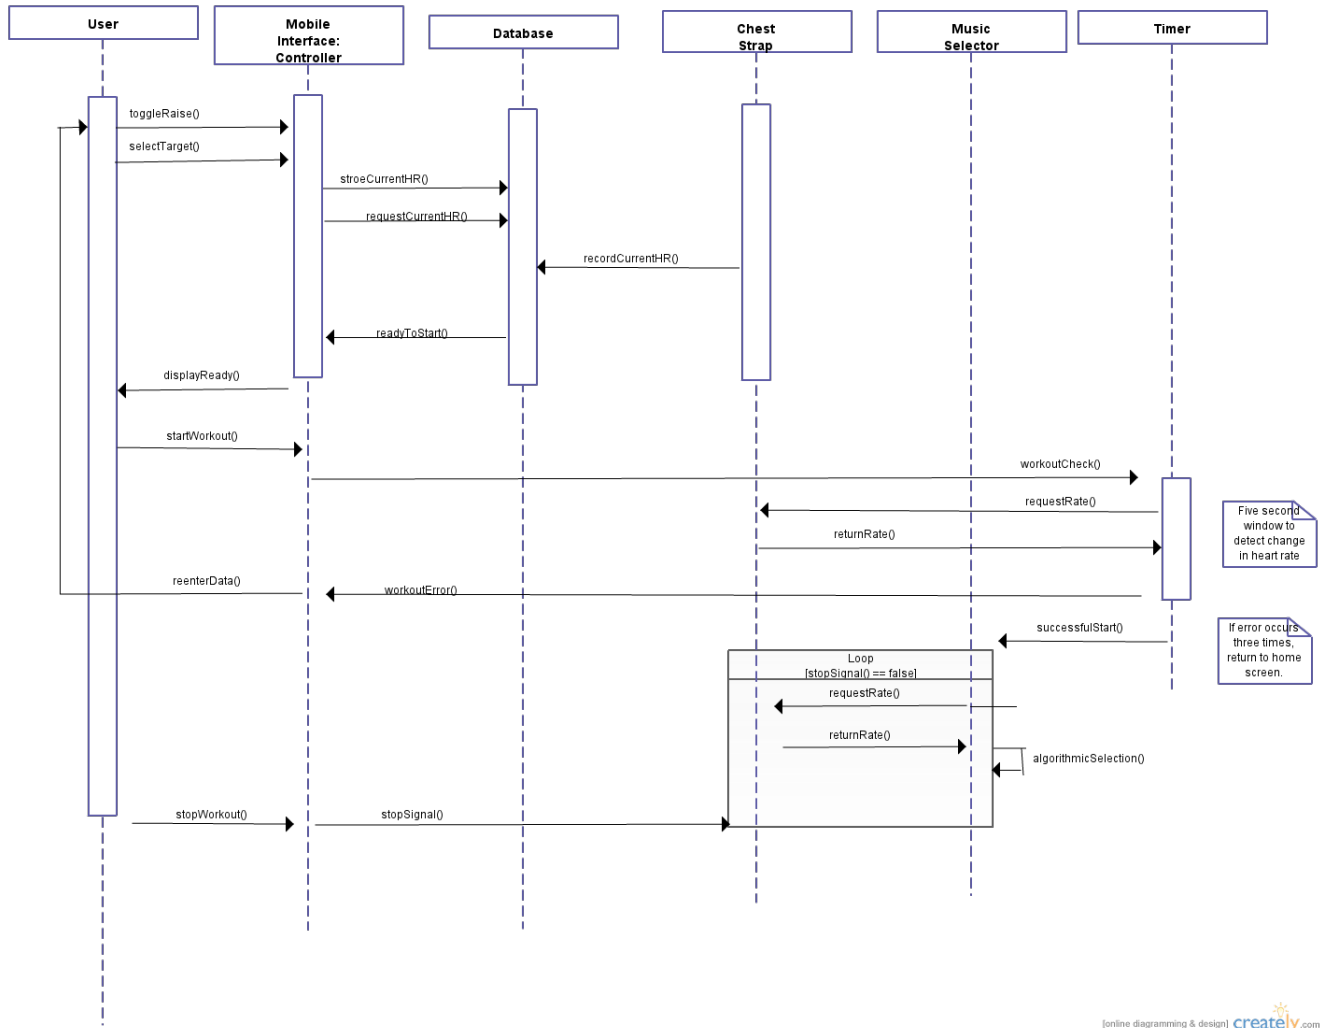 User
Mobile
Interface:
Controller
Database
Chest
Strap
Music
Selector
Timer
toggleRaise()
selectTarget()
stroeCurrentHR()
requestCurrentHR()
recordCurrentHR()
readyToStart()
displayReady()
startWorkout()
workoutCheck()
requestRate()
Five second
window to
detect change
in heart rate
returnRate()
reenterData()
workoutError()
successfulStart()
If error occurs
three times,
return to home
screen.
Loop
[stopSignal() == false]
requestRate()
returnRate()
algorithmicSelection()
stopWorkout()
stopSignal()
[online diagramming & design] creately.com